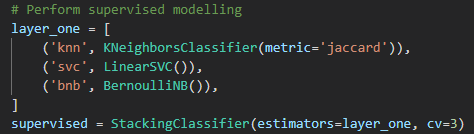 # Perform supervised modelling
layer_one = [
    ('knn', KNeighborsClassifier(metric='jaccard')),
    ('svc', LinearSVC()),
    ('bnb', BernoulliNB()),
]
supervised = StackingClassifier(estimators=layer_one, cv=3)